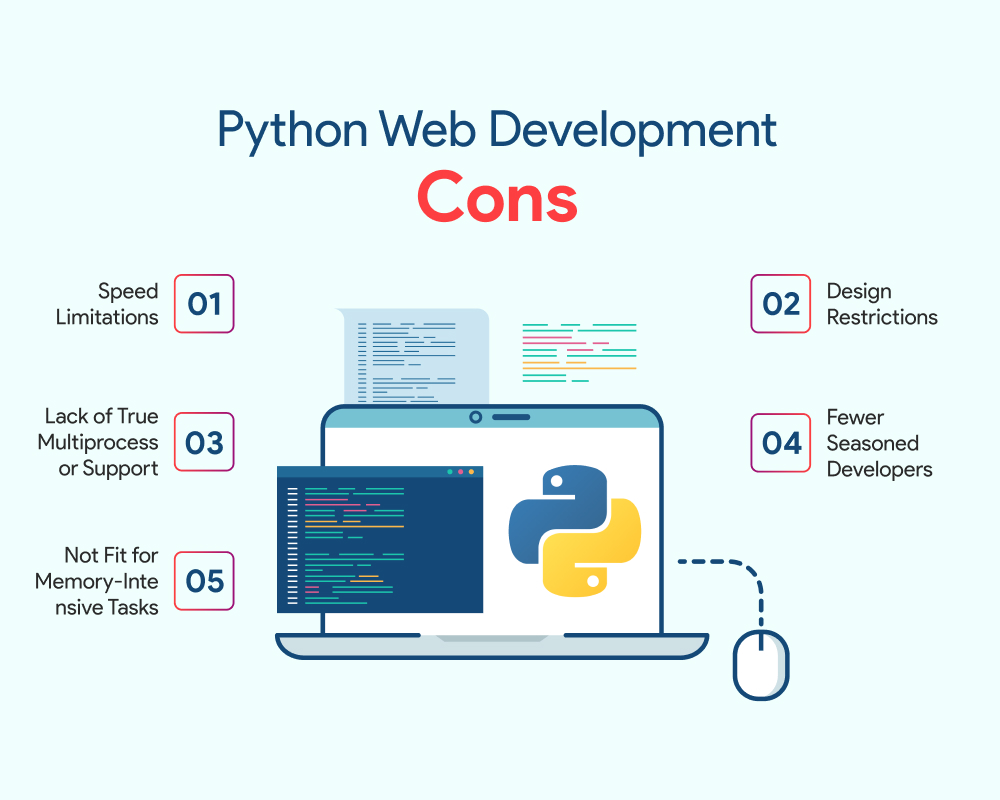 Python Web Development
Cons
Speed
Limitations
01
02
Design
Restrictions
Lack of True
Multiprocess
or Support
03
04
Fewer
Seasoned
Developers
Not Fit for
Memory-Inte
nsive Tasks
05